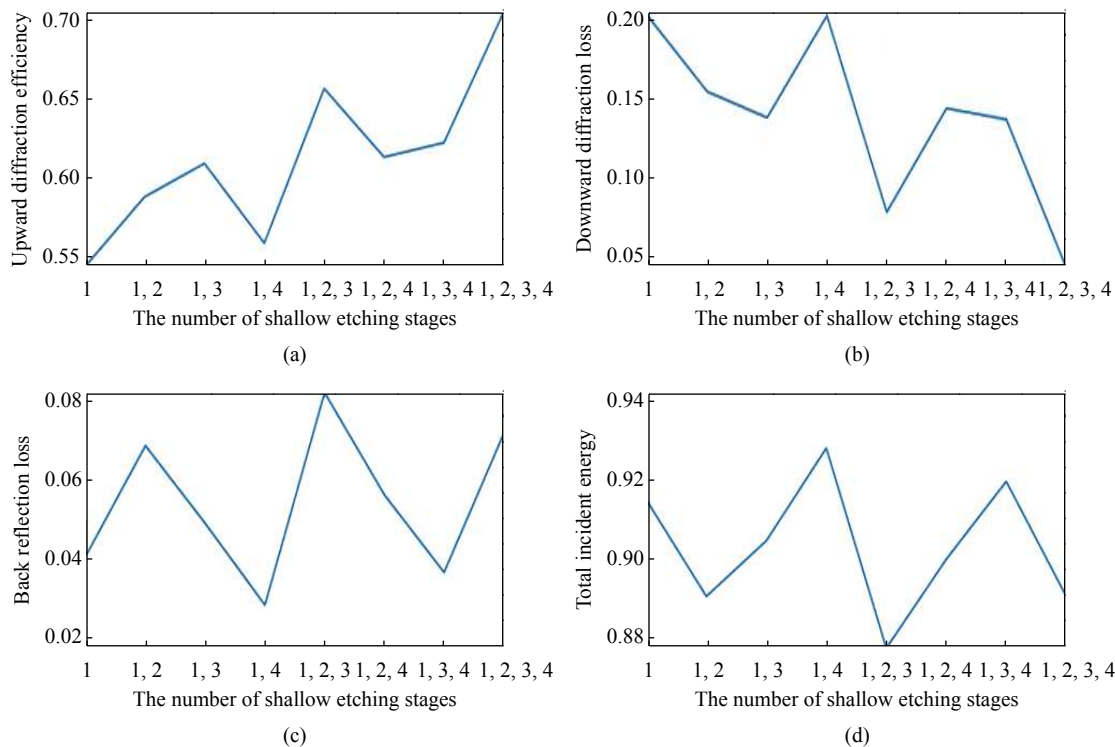 0.70
0.65
0.60
0.55
Upward diffraction efficiency
1
1, 2
1, 3
1, 4
1, 2, 3
1, 2, 4
1, 3, 4
1, 2, 3, 4
The number of shallow etching stages
(a)
0.20
0.15
0.10
0.05
Downward diffraction loss
1
1, 2
1, 3
1, 4
1, 2, 3
1, 2, 4
1, 3, 4
1, 2, 3, 4
The number of shallow etching stages
(b)
0.08
0.06
0.04
0.02
Back reflection loss
1
1, 2
1, 3
1, 4
1, 2, 3
1, 2, 4
1, 3, 4
1, 2, 3, 4
The number of shallow etching stages
(c)
0.94
0.92
0.90
0.88
Total incident energy
1
1, 2
1, 3
1, 4
1, 2, 3
1, 2, 4
1, 3, 4
1, 2, 3, 4
The number of shallow etching stages
(d)